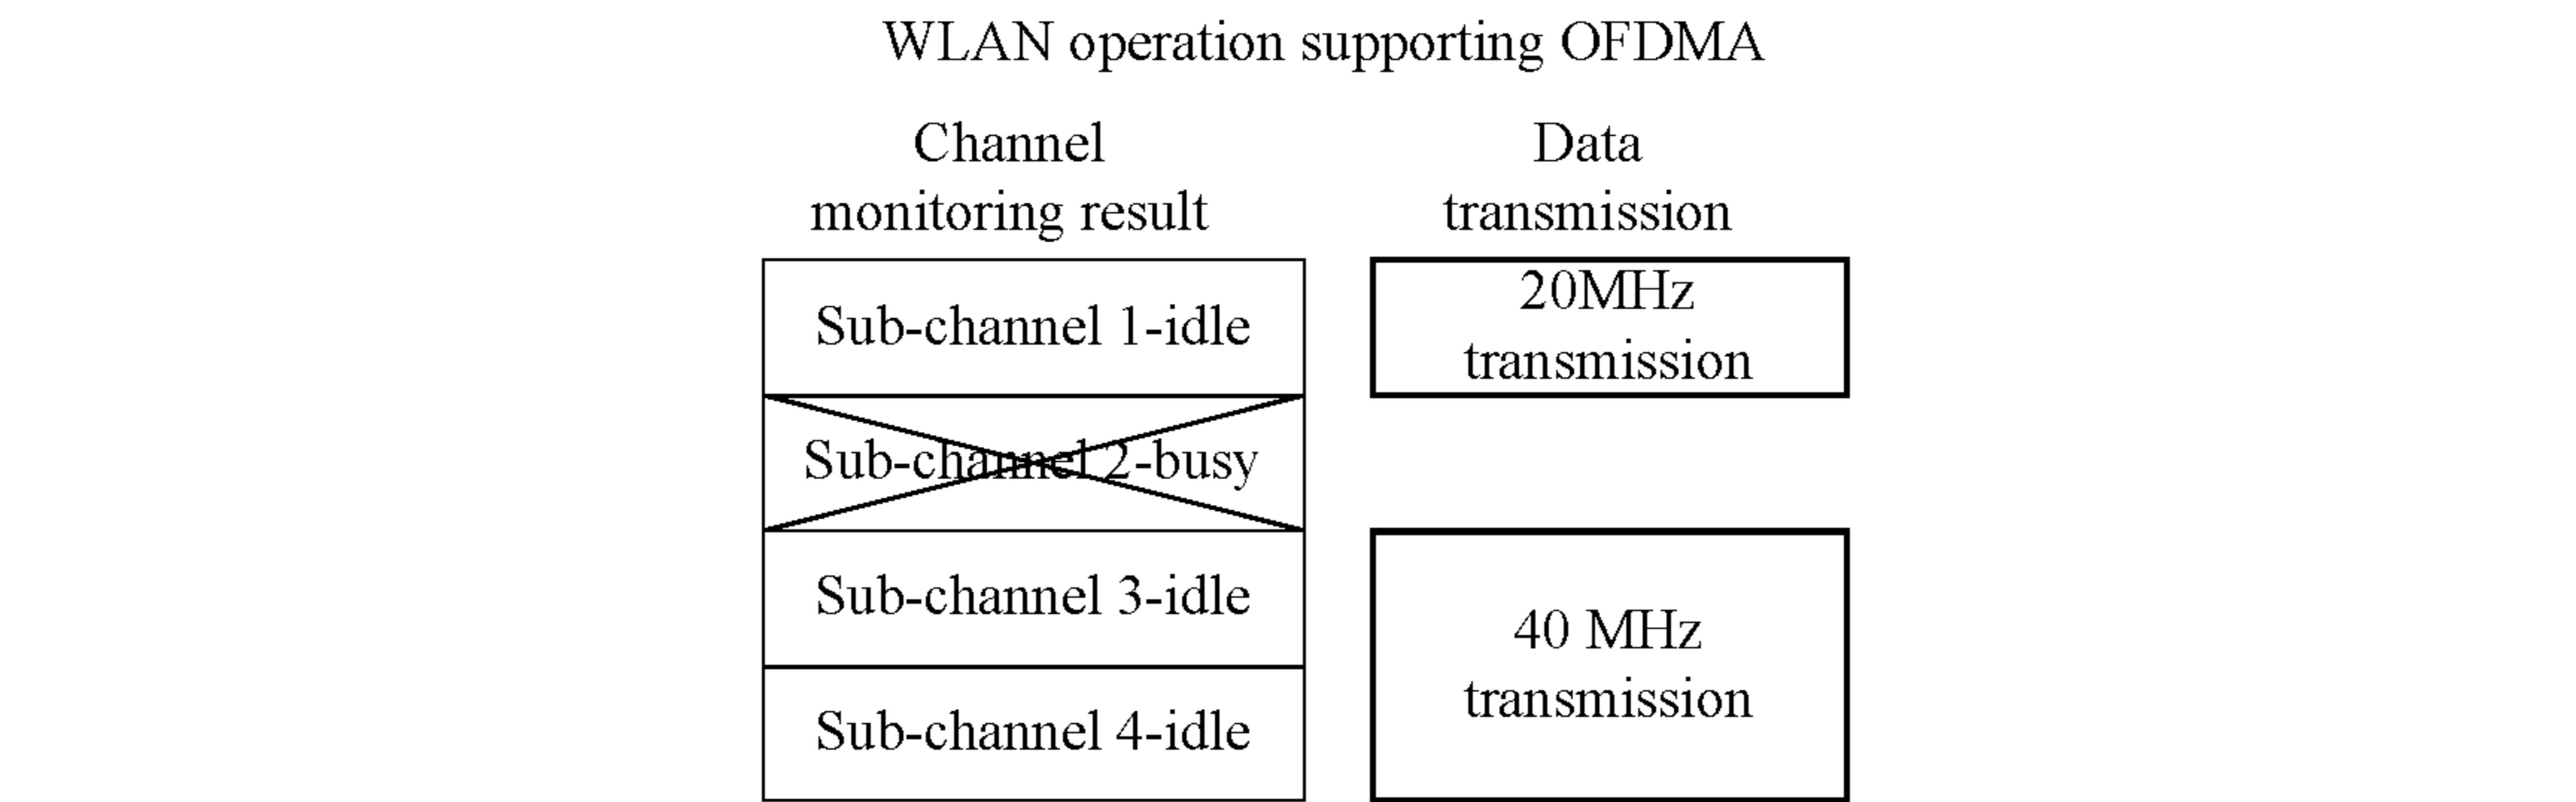 WLAN operation supporting OFDMA
Channel
monitoring result
Data
transmission
Sub-channel 1-idle
20MHz
transmission
Sub-channel 2-busy
Sub-channel 3-idle
40 MHz
transmission
Sub-channel 4-idle